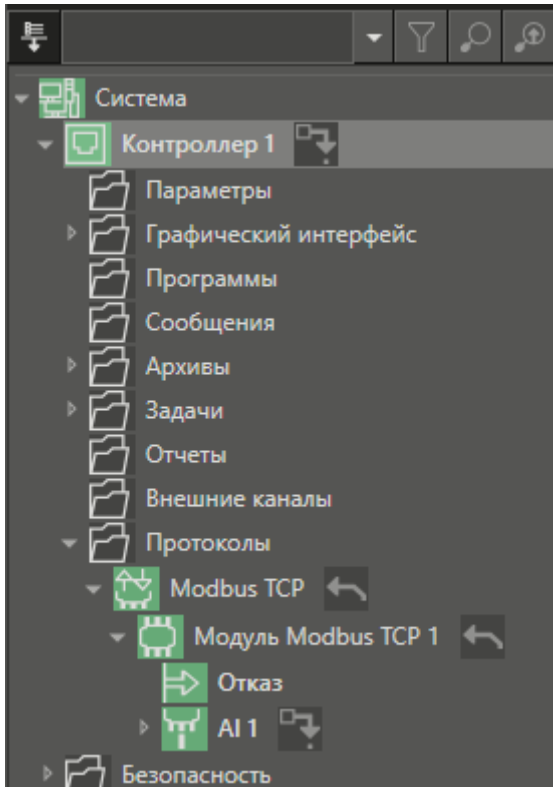 Система
Контроллер 1
Параметры
Графический интерфейс
Программы
Сообщения
Архивы
Задачи
Отчеты
Внешние каналы
Протоколы
Modbus TCP
Модуль Modbus TCP 1
Отказ
AI 1
Безопасность